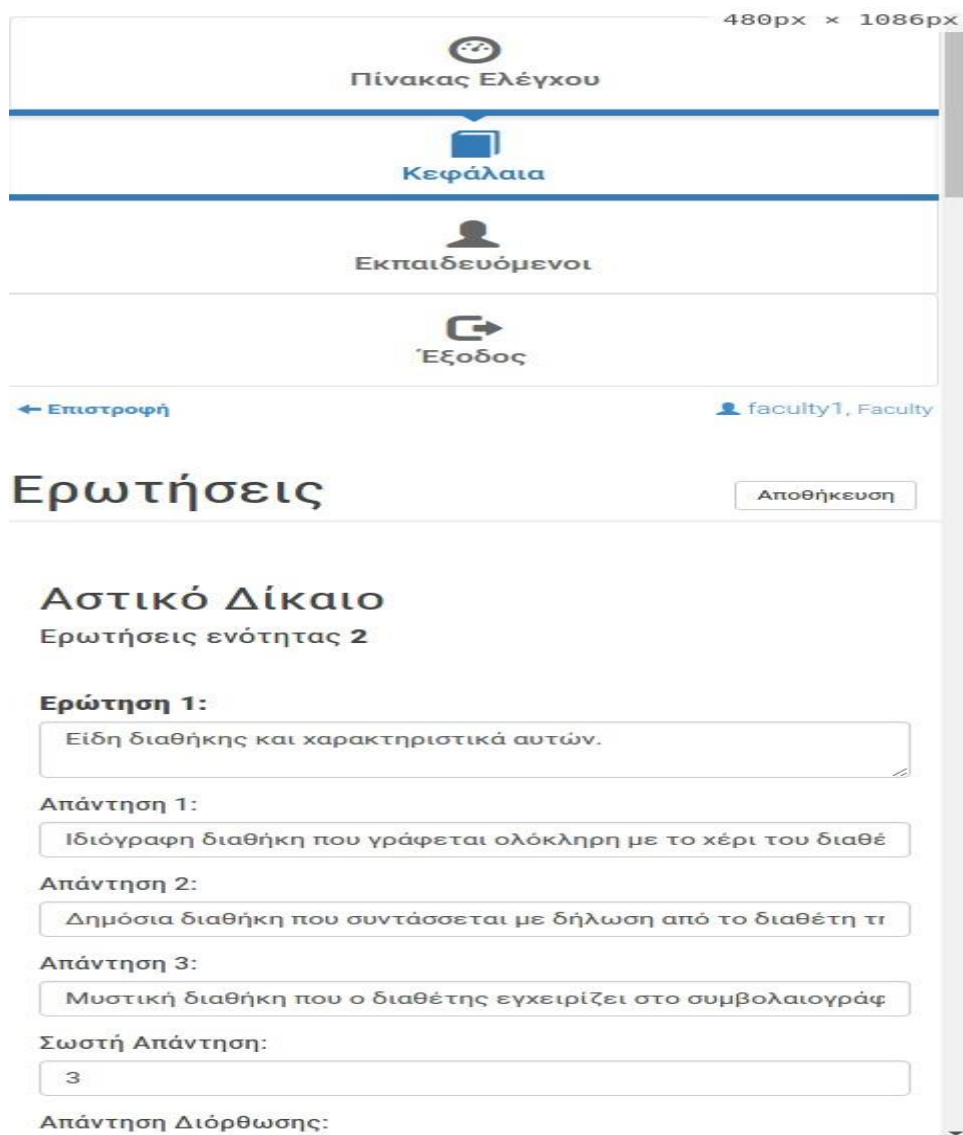 480px × 1086px
Πίνακας Ελέγχου
Κεφάλαια
Εκπαιδευόμενοι
Έξοδος
Επιστροφή faculty1, Faculty
Ερωτήσεις Αποθήκευση
Αστικό Δίκαιο
Ερωτήσεις ενότητας 2
Ερώτηση 1:
Είδη διαθήκης και χαρακτηριστικά αυτών.
Απάντηση 1:
Ιδιόγραφη διαθήκη που γράφεται ολόκληρη με το χέρι του διαθέ
Απάντηση 2:
Δημόσια διαθήκη που συντάσσεται με δήλωση από το διαθέτη
Απάντηση 3:
Μυστική διαθήκη που ο διαθέτης εγχειρίζει στο συμβολαιογράφ
Σωστή Απάντηση:
3
Απάντηση Διόρθωσης: